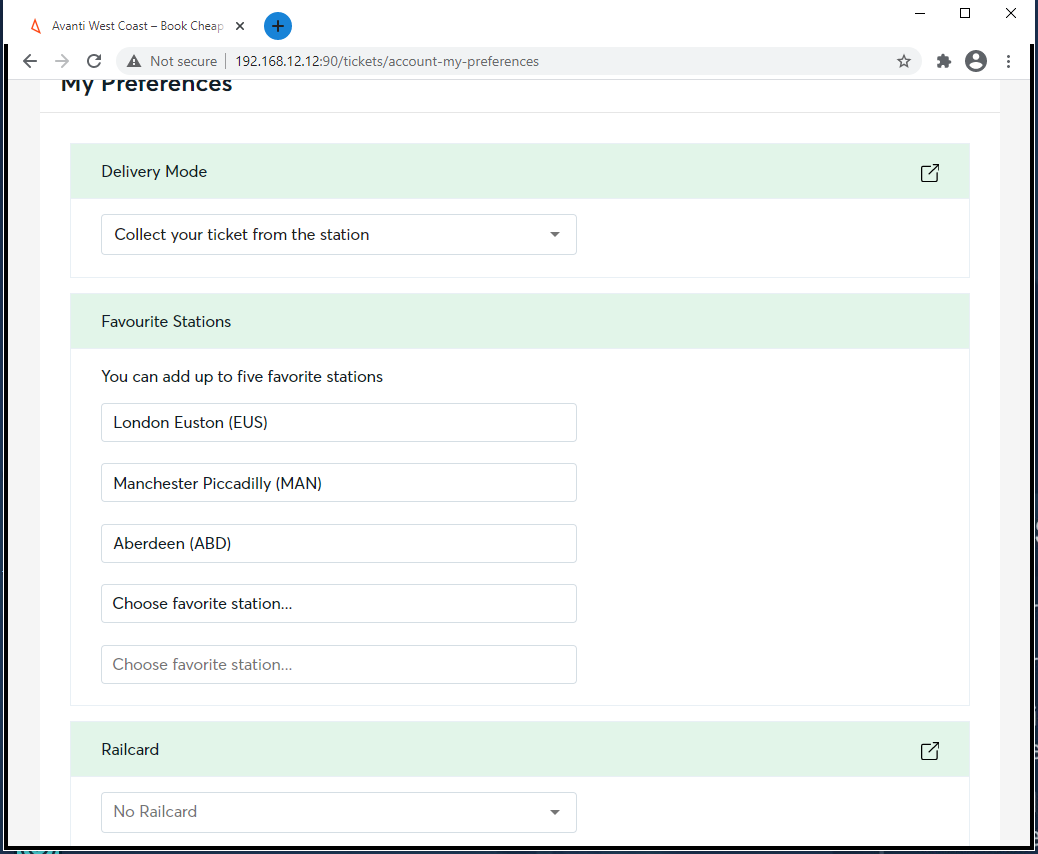 Avanti West Coast – Book Cheap
Not secure
192.168.12.12:90/tickets/account-my-preferences
My Preferences
Delivery Mode
Collect your ticket from the station
Favourite Stations
You can add up to five favorite stations
London Euston (EUS)
Manchester Piccadilly (MAN)
Aberdeen (ABD)
Choose favorite station...
Choose favorite station...
Railcard
No Railcard